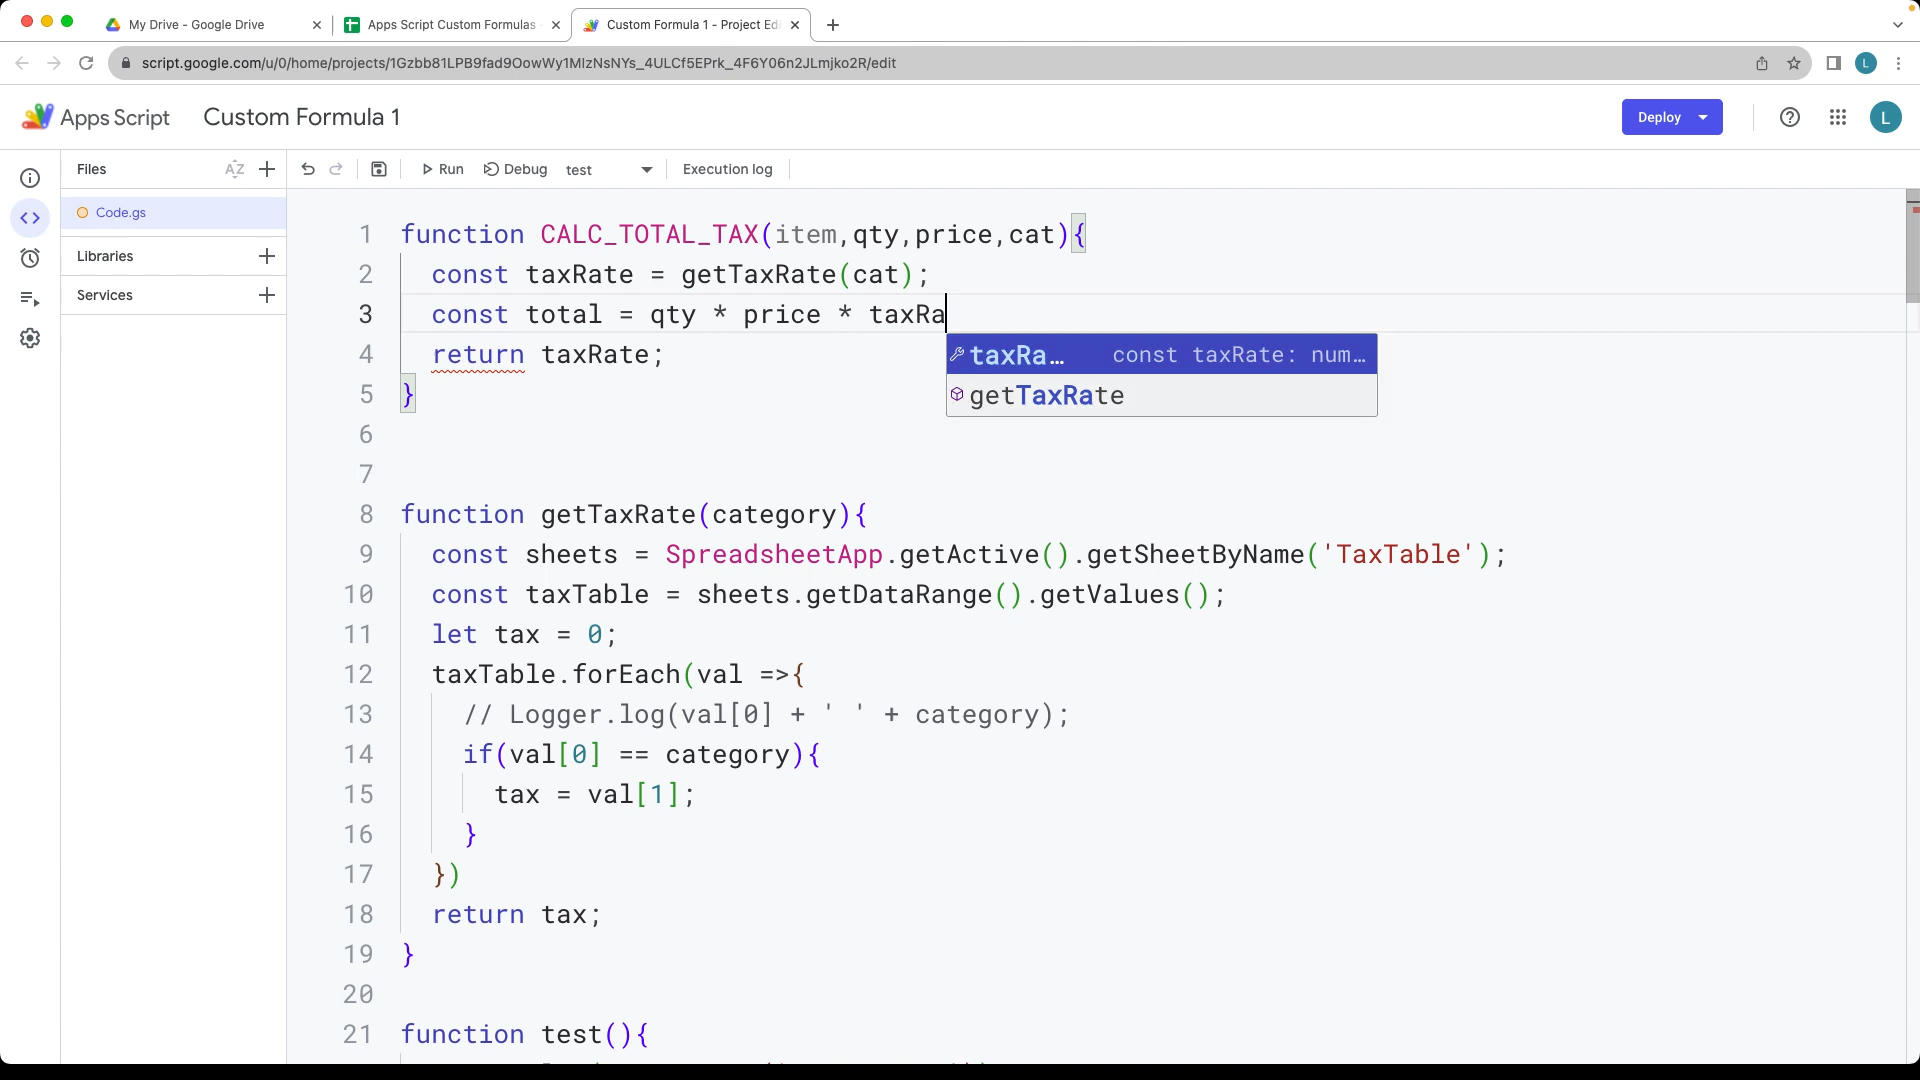 My Drive - Google Drive
Apps Script Custom Formulas
Custom Formula 1 - Project Edi
script.google.com/u/0/home/projects/1Gzbb81LPB9fad9OowWy1MlzNsNYs_4ULCf5EPrk_4F6Y06n2JLmjko2R/edit
L
Apps Script
Custom Formula 1
Deploy
L
Files
AZ
Run
Debug
test
Execution log
Code.gs
Libraries
Services
1 function CALC_TOTAL_TAX(item,qty,price,cat){
2 const taxRate = getTaxRate(cat);
3 const total = qty * price * taxRa
4 return taxRate;
taxRa… const taxRate: num…
getTaxRate
5 }
6
7
8 function getTaxRate(category){
9 const sheets = SpreadsheetApp.getActive().getSheetByName('TaxTable');
10 const taxTable = sheets.getDataRange().getValues();
11 let tax = 0;
12 taxTable.forEach(val =>{
13 // Logger.log(val[0] + ' ' + category);
14 if(val[0] == category){
15 tax = val[1];
16 }
17 })
18 return tax;
19 }
20
21 function test(){